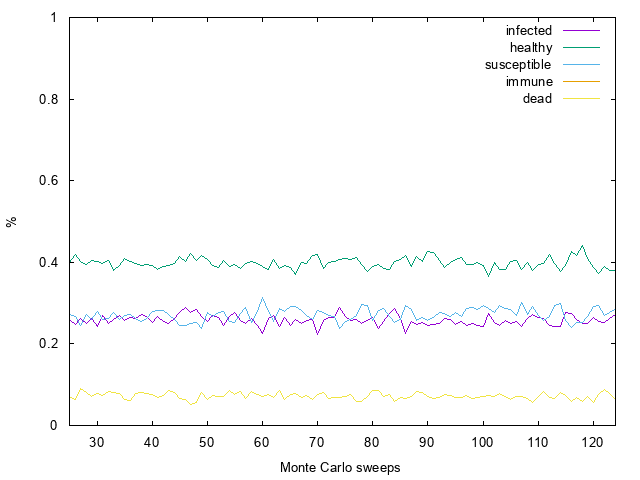 1
0.8
0.6
0.4
0.2
0
%
infected
healthy
susceptible
immune
dead
30 40 50 60 70 80 90 100 110 120
Monte Carlo sweeps